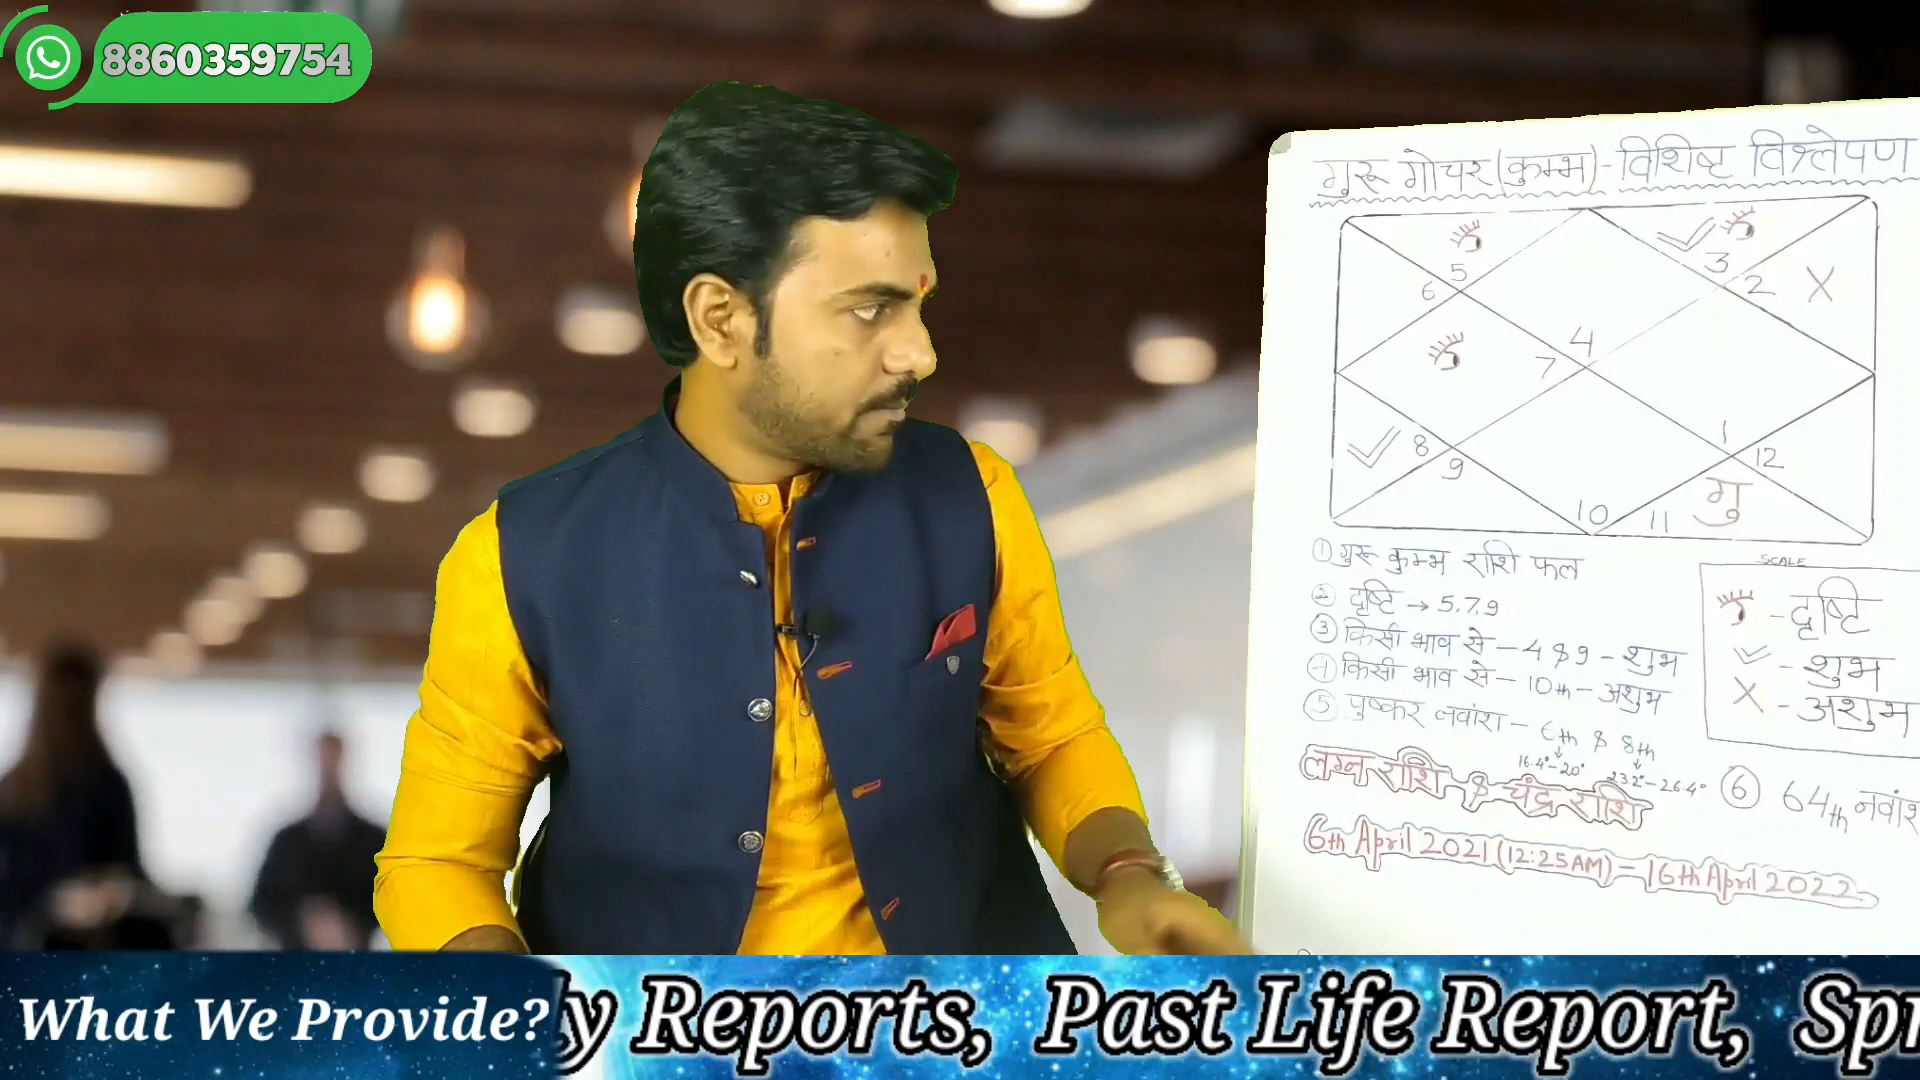 8860359754
गुरू गोचर (कुम्भ) - विशिष्ट विश्लेषण
5
3
6
2
4
7
1
8
12
9
गु
10
11
① गुरू कुम्भ राशि फल
② दृष्टि → 5,7,9
③ किसी भाव से - 4 & 9 - शुभ
④ किसी भाव से - 10th - अशुभ
⑤ पुष्कर नवांश - 6th & 8th
16.4° - 20° 23.2° - 26.4°
SCALE
- दृष्टि
- शुभ
X - अशुभ
लग्न राशि & चंद्र राशि
⑥ 64th नवांश
6th April 2021 (12:25AM) - 16th April 2022
What We Provide? y Reports, Past Life Report, Spr